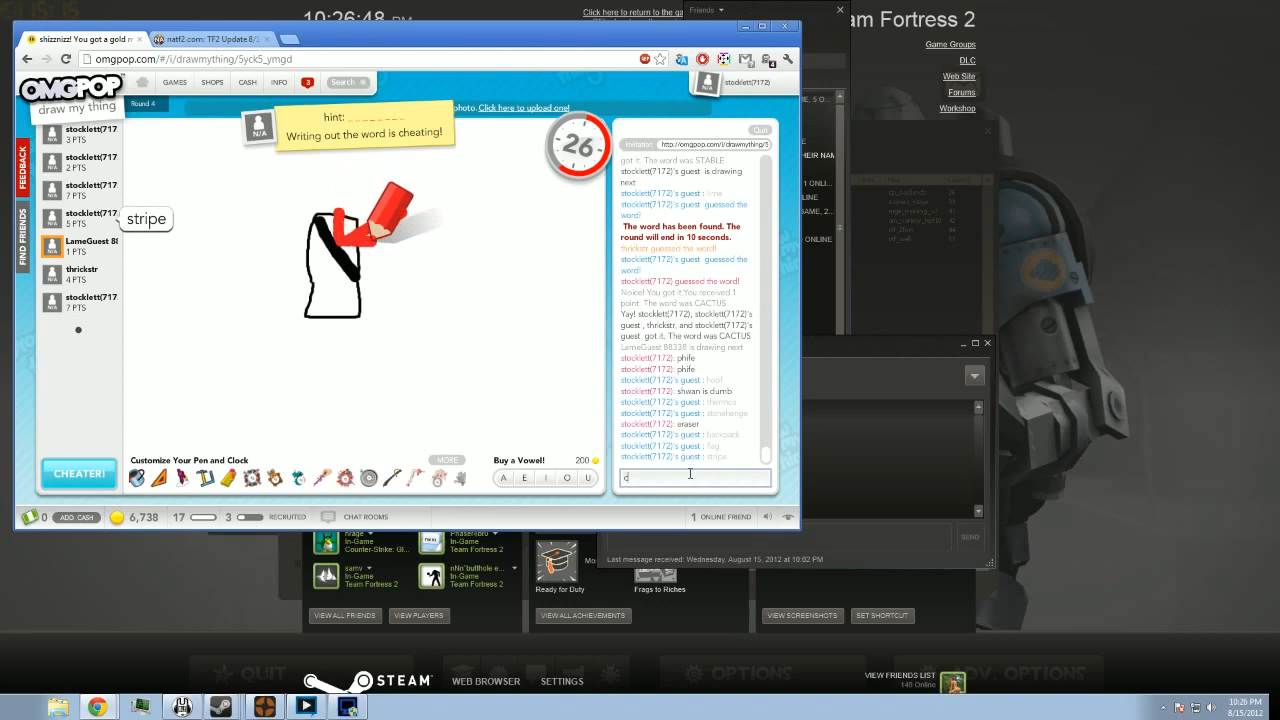 10:26:48
Click here to return to the ga
Friends
am Fortress 2
Game Groups
DLC
Web Site
Forums
Workshop
shizznizz! You got a gold m
natf2.com: TF2 Update 8/1
omgpop.com/#/i/drawmything/5yck5_ymgd
OMGPOP
GAMES
SHOPS
CASH
INFO
3
Search
stocklett(7172)
draw my thing
Round 4
photo. Click here to upload one!
hint: _ _ _ _ _ _ _ _
Writing out the word is cheating!
26
Quit
Invitation http://omgpop.com/i/drawmything/5
FEEDBACK
FIND FRIENDS
stocklett(717
3 PTS
stocklett(717
2 PTS
stocklett(717
7 PTS
stocklett(717
5 PTS
stripe
LameGuest 88
1 PTS
thrickstr
4 PTS
stocklett(717
7 PTS
got it. The word was STABLE
stocklett(7172)'s guest is drawing
next
stocklett(7172)'s guest : lime
stocklett(7172)'s guest guessed the
word!
The word has been found. The
round will end in 10 seconds.
thrickstr guessed the word!
stocklett(7172)'s guest guessed the
word!
stocklett(7172) guessed the word!
Noice! You got it.You received 1
point. The word was CACTUS
Yay! stocklett(7172), stocklett(7172)'s
guest , thrickstr, and stocklett(7172)'s
guest got it. The word was CACTUS
LameGuest 88338 is drawing next
stocklett(7172): phife
stocklett(7172): phife
stocklett(7172)'s guest : hoof
stocklett(7172): shwan is dumb
stocklett(7172)'s guest : thermos
stocklett(7172)'s guest : stonehenge
stocklett(7172): eraser
stocklett(7172)'s guest : backpack
stocklett(7172)'s guest : flag
stocklett(7172)'s guest : stripe
c
CHEATER!
Customize Your Pen and Clock
MORE
Buy a Vowel!
200
A E I O U
0
ADD CASH
6,738
17
3
RECRUITED
CHAT ROOMS
1 ONLINE FRIEND
SEND
Last message received: Wednesday, August 15, 2012 at 10:02 PM
In-Game
Counter-Strike: Gl...
In-Game
Team Fortress 2
samv
In-Game
Team Fortress 2
nNn'butthole e...
In-Game
Team Fortress 2
Ready for Duty
Mo
Frags to Riches
VIEW ALL FRIENDS
VIEW PLAYERS
VIEW ALL ACHIEVEMENTS
VIEW SCREENSHOTS
SET SHORTCUT
QUIT
OPTIONS
ADV. OPTIONS
STEAM
WEB BROWSER
SETTINGS
VIEW FRIENDS LIST
148 Online
10:26 PM
8/15/2012